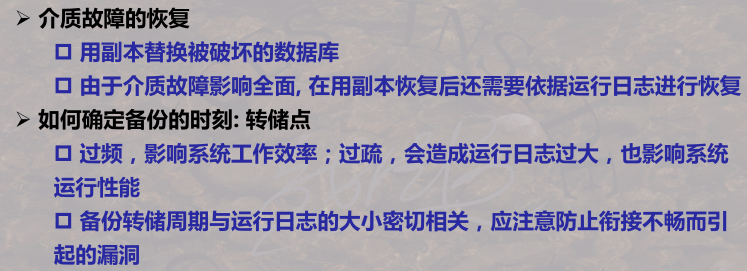 ➢ 介质故障的恢复
□ 用副本替换被破坏的数据库
□ 由于介质故障影响全面, 在用副本恢复后还需要依据运行日志进行恢复
➢ 如何确定备份的时刻: 转储点
□ 过频，影响系统工作效率；过疏，会造成运行日志过大，也影响系统
运行性能
□ 备份转储周期与运行日志的大小密切相关，应注意防止衔接不畅而引
起的漏洞